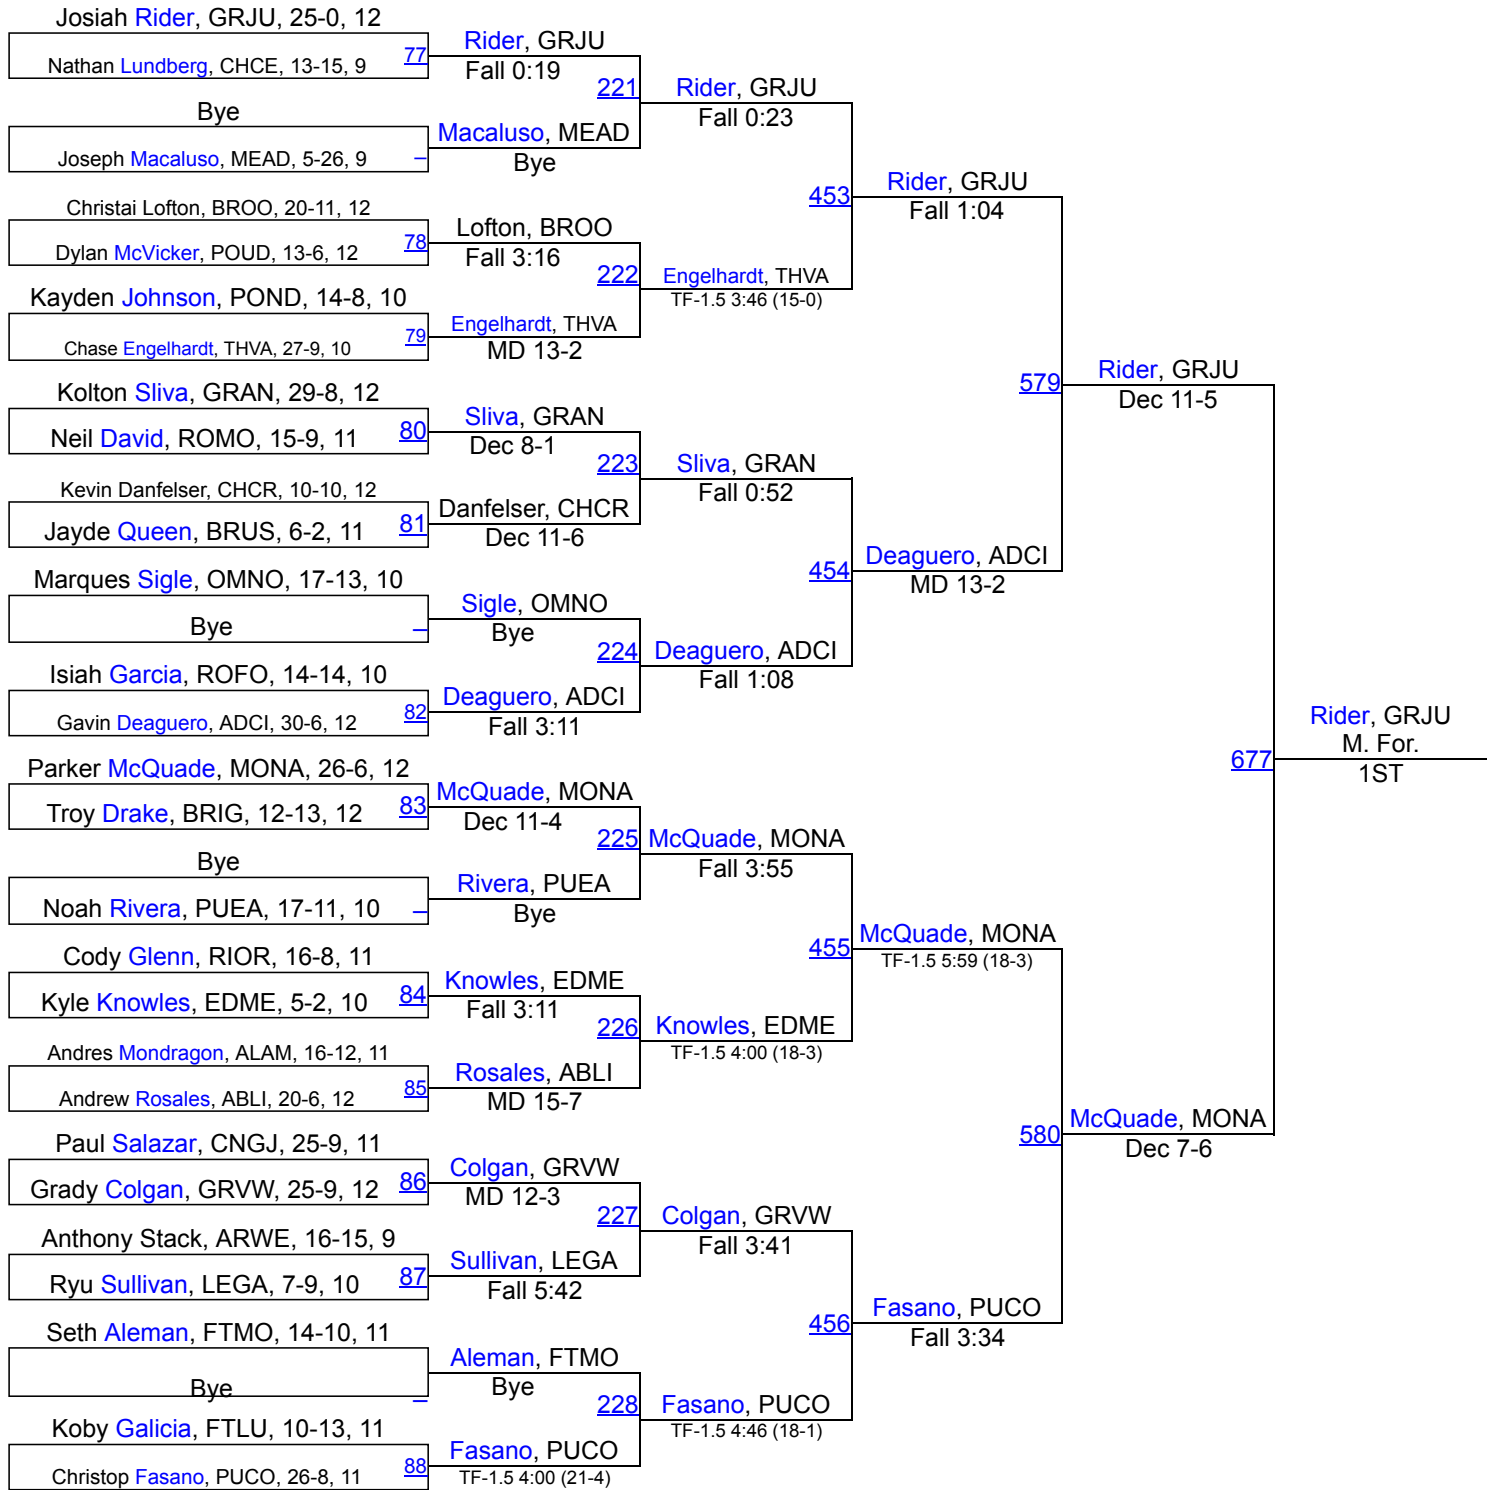 Josiah Rider, GRJU, 25-0, 12
Nathan Lundberg, CHCE, 13-15, 9
77
Bye
Joseph Macaluso, MEAD, 5-26, 9
–
Christai Lofton, BROO, 20-11, 12
Dylan McVicker, POUD, 13-6, 12
78
Kayden Johnson, POND, 14-8, 10
Chase Engelhardt, THVA, 27-9, 10
79
Kolton Sliva, GRAN, 29-8, 12
Neil David, ROMO, 15-9, 11
80
Kevin Danfelser, CHCR, 10-10, 12
Jayde Queen, BRUS, 6-2, 11
81
Marques Sigle, OMNO, 17-13, 10
Bye
–
Isiah Garcia, ROFO, 14-14, 10
Gavin Deaguero, ADCI, 30-6, 12
82
Parker McQuade, MONA, 26-6, 12
Troy Drake, BRIG, 12-13, 12
83
Bye
Noah Rivera, PUEA, 17-11, 10
–
Cody Glenn, RIOR, 16-8, 11
Kyle Knowles, EDME, 5-2, 10
84
Andres Mondragon, ALAM, 16-12, 11
Andrew Rosales, ABLI, 20-6, 12
85
Paul Salazar, CNGJ, 25-9, 11
Grady Colgan, GRVW, 25-9, 12
86
Anthony Stack, ARWE, 16-15, 9
Ryu Sullivan, LEGA, 7-9, 10
87
Seth Aleman, FTMO, 14-10, 11
Bye
–
Koby Galicia, FTLU, 10-13, 11
Christop Fasano, PUCO, 26-8, 11
88
Rider, GRJU
Fall 0:19
221
Macaluso, MEAD
Bye
Lofton, BROO
Fall 3:16
222
Engelhardt, THVA
MD 13-2
Sliva, GRAN
Dec 8-1
223
Danfelser, CHCR
Dec 11-6
Sigle, OMNO
Bye
224
Deaguero, ADCI
Fall 3:11
McQuade, MONA
Dec 11-4
225
Rivera, PUEA
Bye
Knowles, EDME
Fall 3:11
226
Rosales, ABLI
MD 15-7
Colgan, GRVW
MD 12-3
227
Sullivan, LEGA
Fall 5:42
Aleman, FTMO
Bye
228
Fasano, PUCO
TF-1.5 4:00 (21-4)
Rider, GRJU
Fall 0:23
453
Engelhardt, THVA
TF-1.5 3:46 (15-0)
Sliva, GRAN
Fall 0:52
454
Deaguero, ADCI
Fall 1:08
McQuade, MONA
Fall 3:55
455
Knowles, EDME
TF-1.5 4:00 (18-3)
Colgan, GRVW
Fall 3:41
456
Fasano, PUCO
TF-1.5 4:46 (18-1)
Rider, GRJU
Fall 1:04
579
Deaguero, ADCI
MD 13-2
McQuade, MONA
TF-1.5 5:59 (18-3)
580
Fasano, PUCO
Fall 3:34
Rider, GRJU
Dec 11-5
677
McQuade, MONA
Dec 7-6
Rider, GRJU
M. For.
1ST